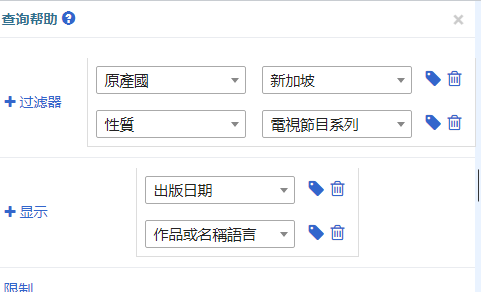 查询帮助
过滤器
原產國 新加坡
性質 電視節目系列
显示
出版日期
作品或名稱語言
限制